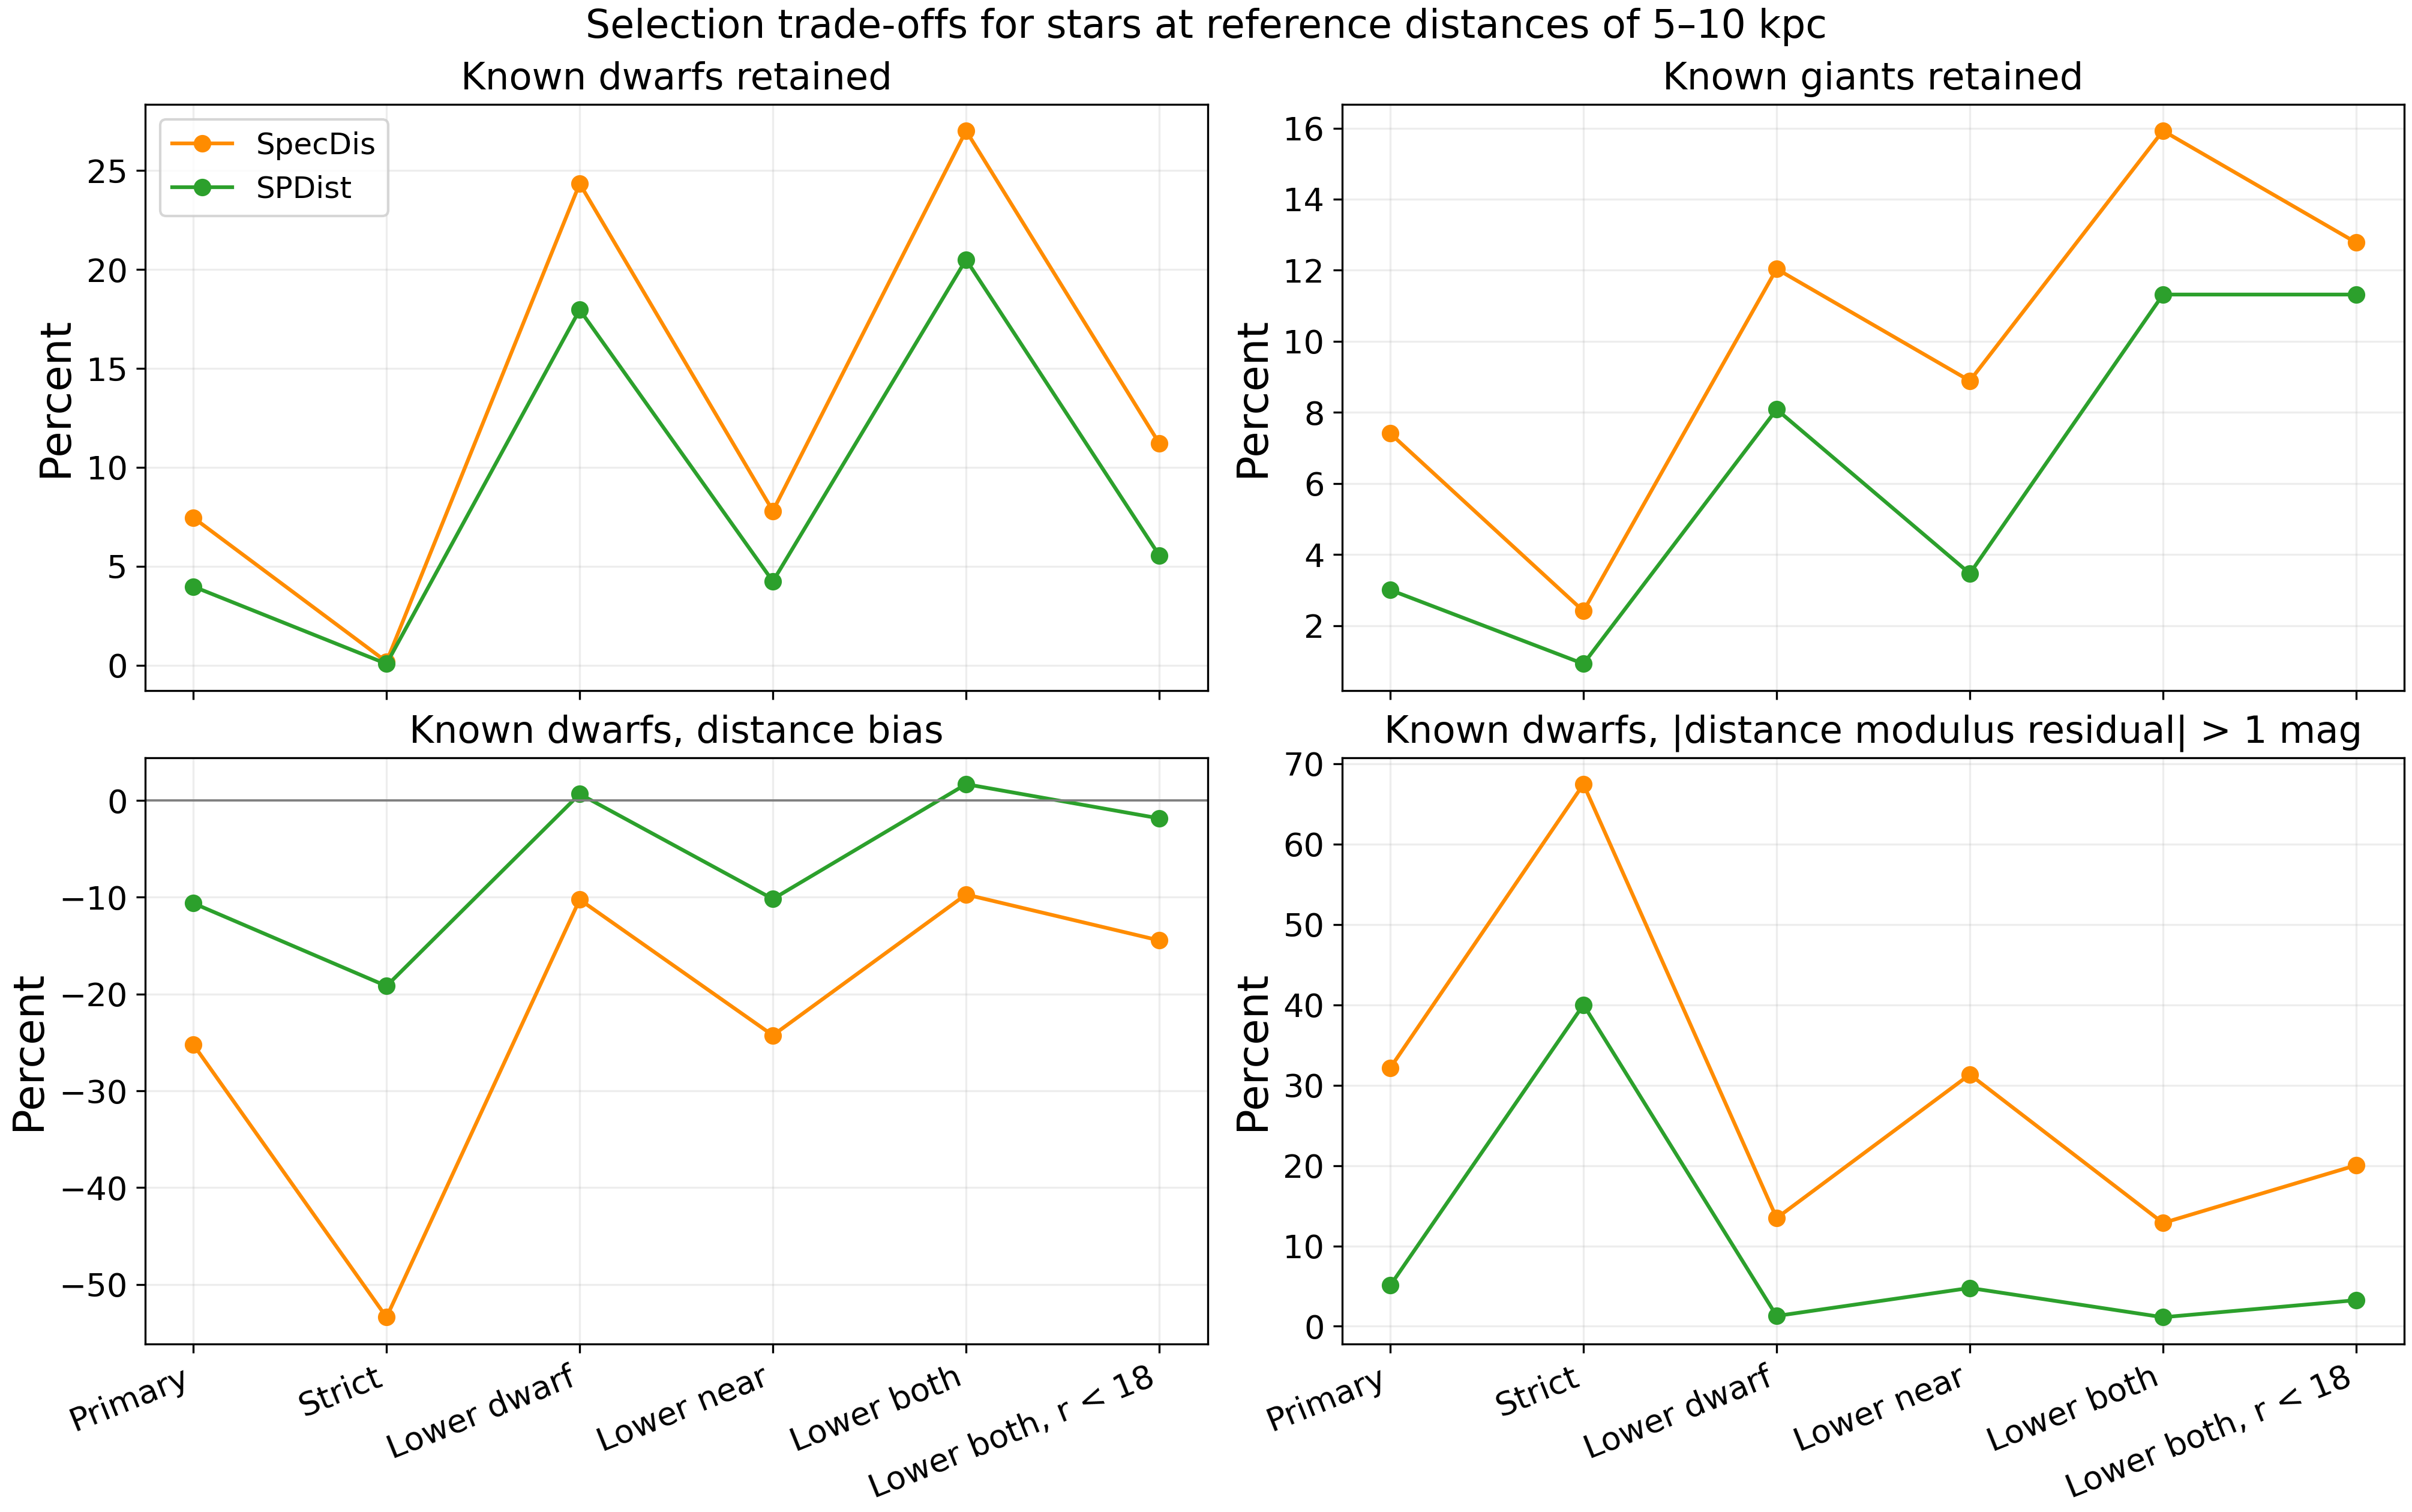 Selection trade-offs for stars at reference distances of 5–10 kpc
Known dwarfs retained
Percent
25
20
15
10
5
0
SpecDis
SPDist
Known giants retained
Percent
16
14
12
10
8
6
4
2
Known dwarfs, distance bias
Percent
0
−10
−20
−30
−40
−50
Primary
Strict
Lower dwarf
Lower near
Lower both
Lower both, r < 18
Known dwarfs, |distance modulus residual| > 1 mag
Percent
70
60
50
40
30
20
10
0
Primary
Strict
Lower dwarf
Lower near
Lower both
Lower both, r < 18